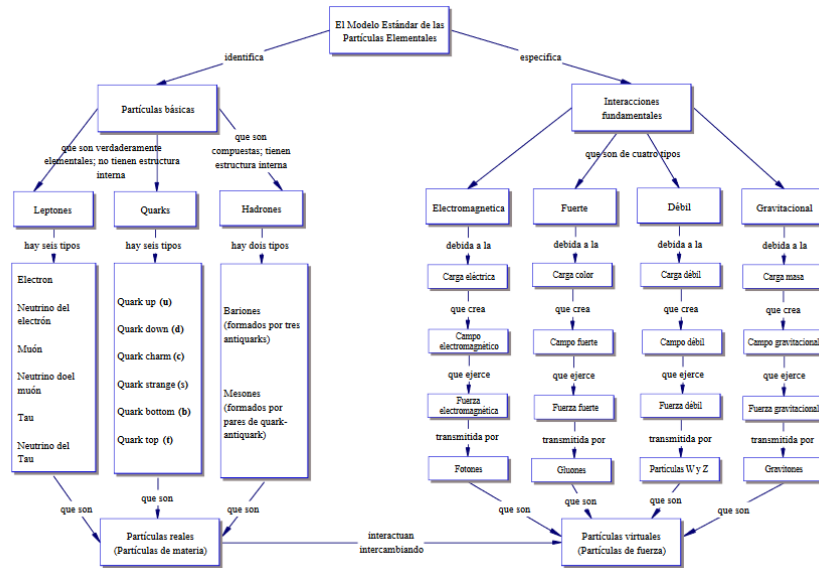 El Modelo Estándar de las
Partículas Elementales
identifica
especifica
Partículas básicas
Interacciones
fundamentales
que son verdaderamente
elementales; no tienen estructura
interna
que son
compuestas; tienen
estructura interna
que son de cuatro tipos
Leptones
Quarks
Hadrones
Electromagnetica
Fuerte
Débil
Gravitacional
hay seis tipos
hay seis tipos
hay dois tipos
debida a la
debida a la
debida a la
debida a la
Electron
Neutrino del
electrón
Muón
Neutrino doel
muón
Tau
Neutrino del
Tau
Quark up (u)
Quark down (d)
Quark charm (c)
Quark strange (s)
Quark bottom (b)
Quark top (t)
Bariones
(formados por tres
antiquarks)
Mesones
(formados por
pares de quark-
antiquark)
Carga eléctrica
Carga color
Carga débil
Carga masa
que crea
que crea
que crea
que crea
Campo
electromagnético
Campo fuerte
Campo débil
Campo gravitacional
que ejerce
que ejerce
que ejerce
que ejerce
Fuerza
electromagnética
Fuerza fuerte
Fuerza débil
Fuerza gravitacional
transmitida por
transmitida por
transmitida por
transmitida por
Fotones
Gluones
Partículas W y Z
Gravitones
que son
que son
que son
que son
que son
que son
que son
Partículas reales
(Partículas de materia)
interactuan
intercambiando
Partículas virtuales
(Partículas de fuerza)